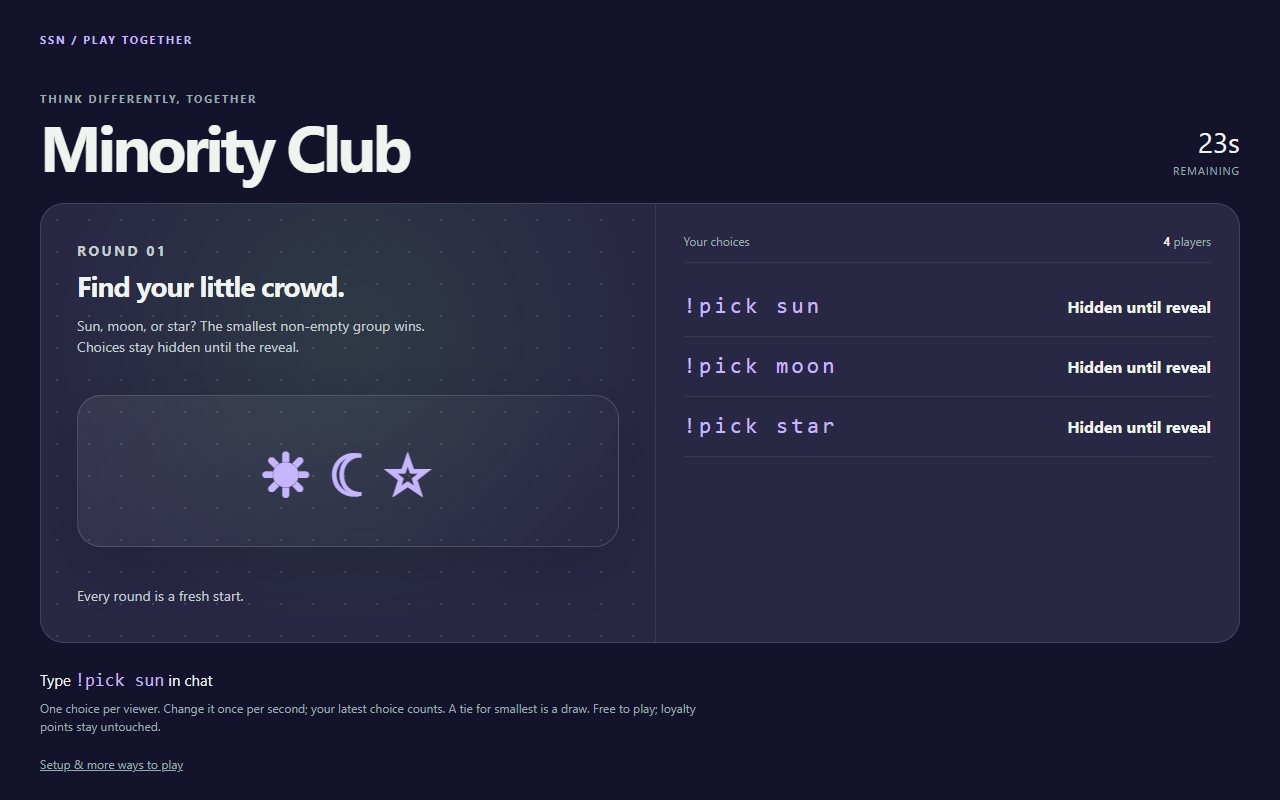 SSN / PLAY TOGETHER
THINK DIFFERENTLY, TOGETHER
Minority Club
23s
REMAINING
ROUND 01
Find your little crowd.
Sun, moon, or star? The smallest non-empty group wins.
Choices stay hidden until the reveal.
Every round is a fresh start.
Your choices
4 players
!pick sun
Hidden until reveal
!pick moon
Hidden until reveal
!pick star
Hidden until reveal
Type !pick sun in chat
One choice per viewer. Change it once per second; your latest choice counts. A tie for smallest is a draw. Free to play; loyalty
points stay untouched.
Setup & more ways to play